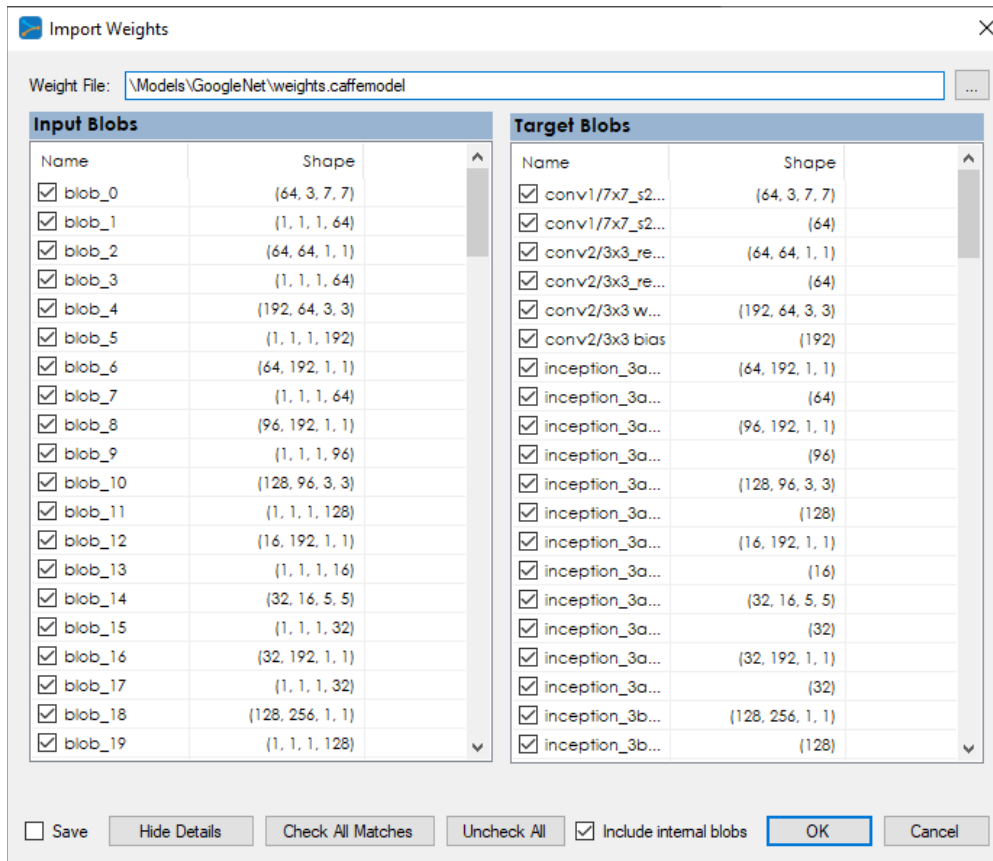 Import Weights
Weight File: \Models\GoogleNet\weights.caffemodel ...
Input Blobs
Name Shape
blob_0 (64, 3, 7, 7)
blob_1 (1, 1, 1, 64)
blob_2 (64, 64, 1, 1)
blob_3 (1, 1, 1, 64)
blob_4 (192, 64, 3, 3)
blob_5 (1, 1, 1, 192)
blob_6 (64, 192, 1, 1)
blob_7 (1, 1, 1, 64)
blob_8 (96, 192, 1, 1)
blob_9 (1, 1, 1, 96)
blob_10 (128, 96, 3, 3)
blob_11 (1, 1, 1, 128)
blob_12 (16, 192, 1, 1)
blob_13 (1, 1, 1, 16)
blob_14 (32, 16, 5, 5)
blob_15 (1, 1, 1, 32)
blob_16 (32, 192, 1, 1)
blob_17 (1, 1, 1, 32)
blob_18 (128, 256, 1, 1)
blob_19 (1, 1, 1, 128)
Target Blobs
Name Shape
conv1/7x7_s2... (64, 3, 7, 7)
conv1/7x7_s2... (64)
conv2/3x3_re... (64, 64, 1, 1)
conv2/3x3_re... (64)
conv2/3x3 w... (192, 64, 3, 3)
conv2/3x3 bias (192)
inception_3a... (64, 192, 1, 1)
inception_3a... (64)
inception_3a... (96, 192, 1, 1)
inception_3a... (96)
inception_3a... (128, 96, 3, 3)
inception_3a... (128)
inception_3a... (16, 192, 1, 1)
inception_3a... (16)
inception_3a... (32, 16, 5, 5)
inception_3a... (32)
inception_3a... (32, 192, 1, 1)
inception_3a... (32)
inception_3b... (128, 256, 1, 1)
inception_3b... (128)
Save Hide Details Check All Matches Uncheck All Include internal blobs OK Cancel